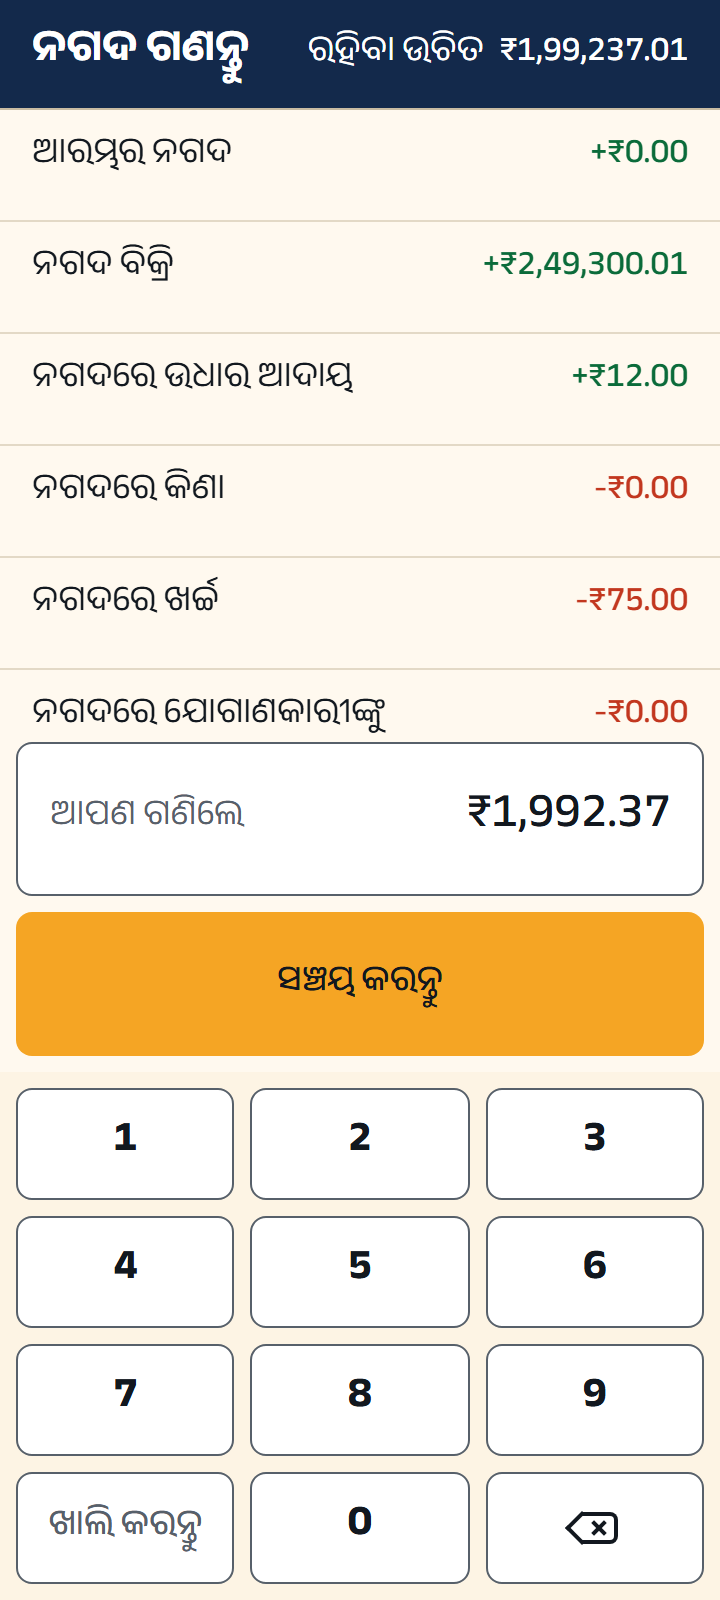 ନଗଦ ଗଣନ୍ତୁ ରହିବା ଉଚିତ ₹1,99,237.01
ଆରମ୍ଭର ନଗଦ +₹0.00
ନଗଦ ବିକ୍ରି +₹2,49,300.01
ନଗଦରେ ଉଧାର ଆଦାୟ +₹12.00
ନଗଦରେ କିଣା -₹0.00
ନଗଦରେ ଖର୍ଚ୍ଚ -₹75.00
ନଗଦରେ ଯୋଗାଣକାରୀଙ୍କୁ -₹0.00
ଆପଣ ଗଣିଲେ ₹1,992.37
ସଞ୍ଚୟ କରନ୍ତୁ
1 2 3
4 5 6
7 8 9
ଖାଲି କରନ୍ତୁ 0